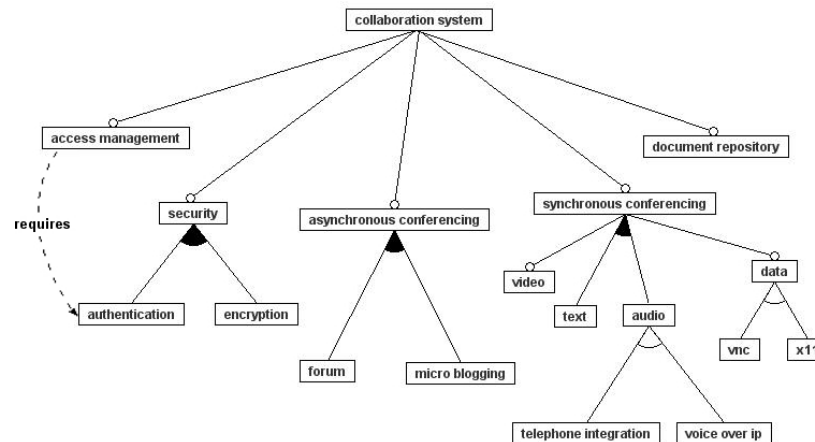 collaboration system
access management
document repository
requires
security
asynchronous conferencing
synchronous conferencing
video
data
authentication
encryption
text
audio
vnc
x11
forum
micro blogging
telephone integration
voice over ip